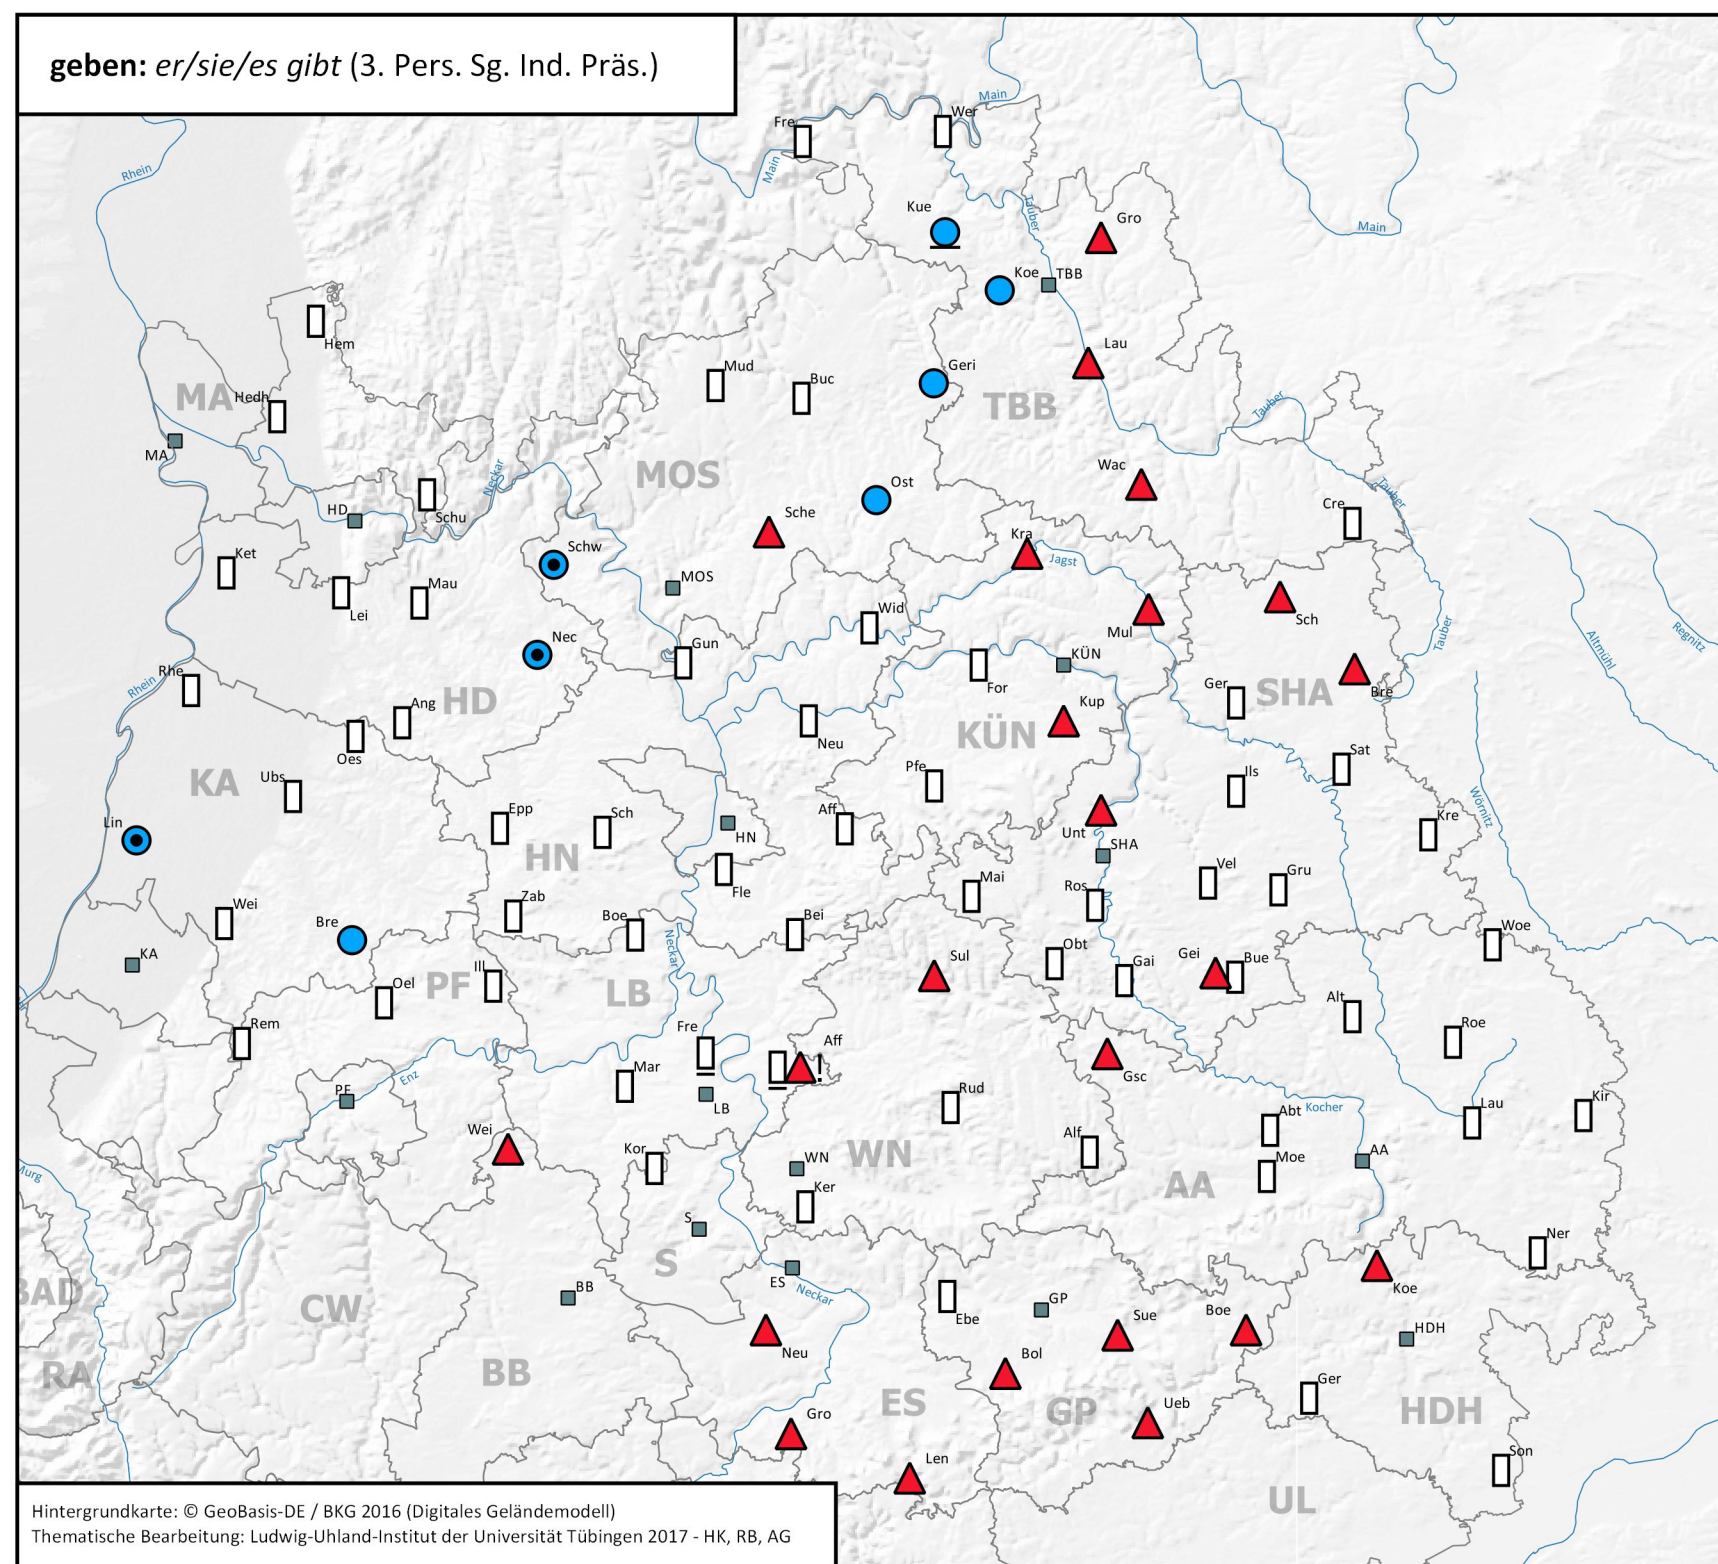 geben: er/sie/es gibt (3. Pers. Sg. Ind. Präs.)
Main
Wer
Fre
Main
Rhein
Kue
Tauber
Gro
Main
Koe
TBB
Hem
Lau
Mud
Geri
Buc
MA
Hedh
TBB
Tauber
MA
Neckar
MOS
Wac
Ost
Tauber
HD
Schu
Sche
Cre
Kra
Ket
Schw
Jagst
Mau
MOS
Lei
Wid
Sch
Mul
Tauber
Altmühl
Regnitz
Nec
Gun
KÜN
Rhe
Rhein
For
Ger
SHA
Bre
HD
Ang
Kup
KÜN
Neu
Oes
Sat
KA
Ubs
Pfe
Ils
Wörnitz
Lin
Epp
Sch
Aff
Kre
HN
Unt
SHA
HN
Vel
Gru
Fle
Mai
Ros
Wei
Zab
Boe
Bei
Bre
Woe
Neckar
KA
Obt
Gei
Bue
Sul
Gai
Ill
Oel
PF
LB
Alt
Rem
Fre
Roe
Aff
!
Mar
Gsc
PF
Enz
Rud
LB
Kocher
Abt
Lau
Kir
Wei
Alf
Kor
WN
WN
AA
Moe
Murg
AA
Ker
S
S
Ner
ES
BAD
CW
BB
Neckar
Koe
GP
Ebe
Sue
Boe
HDH
Neu
Bol
RA
BB
Ger
ES
GP
Ueb
HDH
Gro
Len
Son
UL
Hintergrundkarte: © GeoBasis-DE / BKG 2016 (Digitales Geländemodell)
Thematische Bearbeitung: Ludwig-Uhland-Institut der Universität Tübingen 2017 - HK, RB, AG